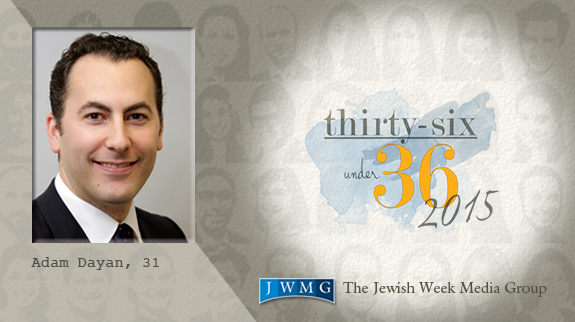 thirty-six
under 36
2015
Adam Dayan, 31
JWMG The Jewish Week Media Group